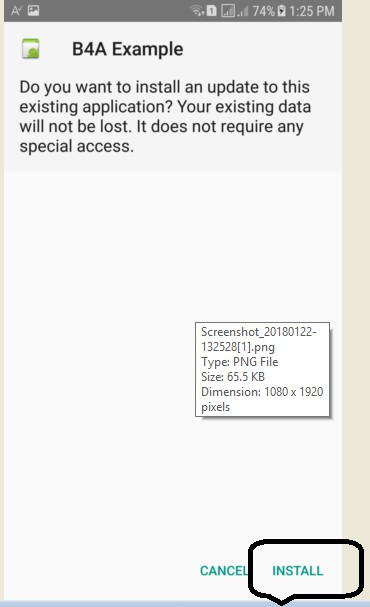 74% 1:25 PM
B4A Example
Do you want to install an update to this
existing application? Your existing data
will not be lost. It does not require any
special access.
Screenshot_20180122-
132528[1].png
Type: PNG File
Size: 65.5 KB
Dimension: 1080 x 1920
pixels
CANCEL INSTALL